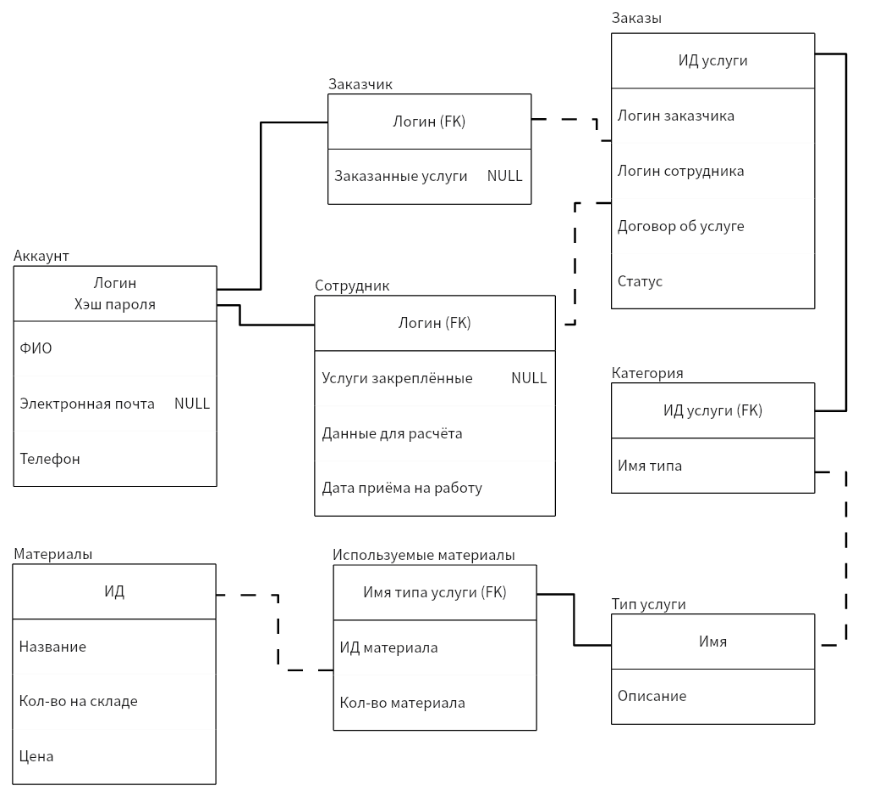 Заказы
ИД услуги
Логин заказчика
Логин сотрудника
Договор об услуге
Статус
Заказчик
Логин (FK)
Заказанные услуги NULL
Аккаунт
Логин
Хэш пароля
ФИО
Электронная почта NULL
Телефон
Сотрудник
Логин (FK)
Услуги закреплённые NULL
Данные для расчёта
Дата приёма на работу
Категория
ИД услуги (FK)
Имя типа
Материалы
ИД
Название
Кол-во на складе
Цена
Используемые материалы
Имя типа услуги (FK)
ИД материала
Кол-во материала
Тип услуги
Имя
Описание